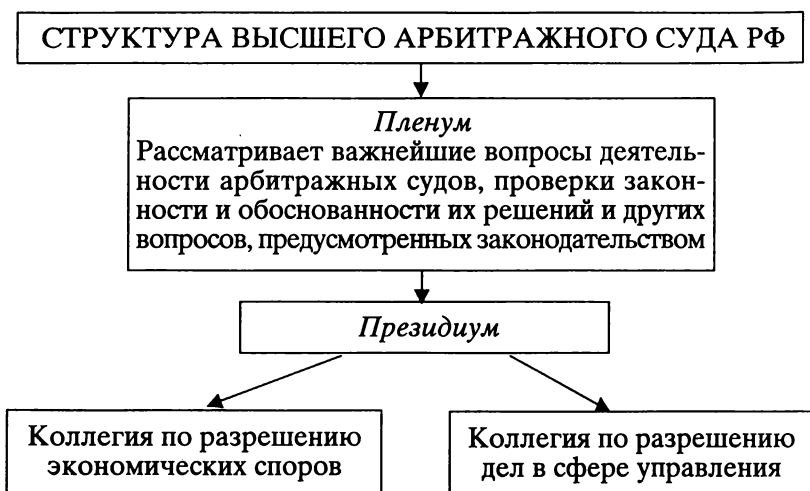 СТРУКТУРА ВЫСШЕГО АРБИТРАЖНОГО СУДА РФ
Пленум
Рассматривает важнейшие вопросы деятель-
ности арбитражных судов, проверки закон-
ности и обоснованности их решений и других
вопросов, предусмотренных законодательством
Президиум
Коллегия по разрешению
экономических споров
Коллегия по разрешению
дел в сфере управления